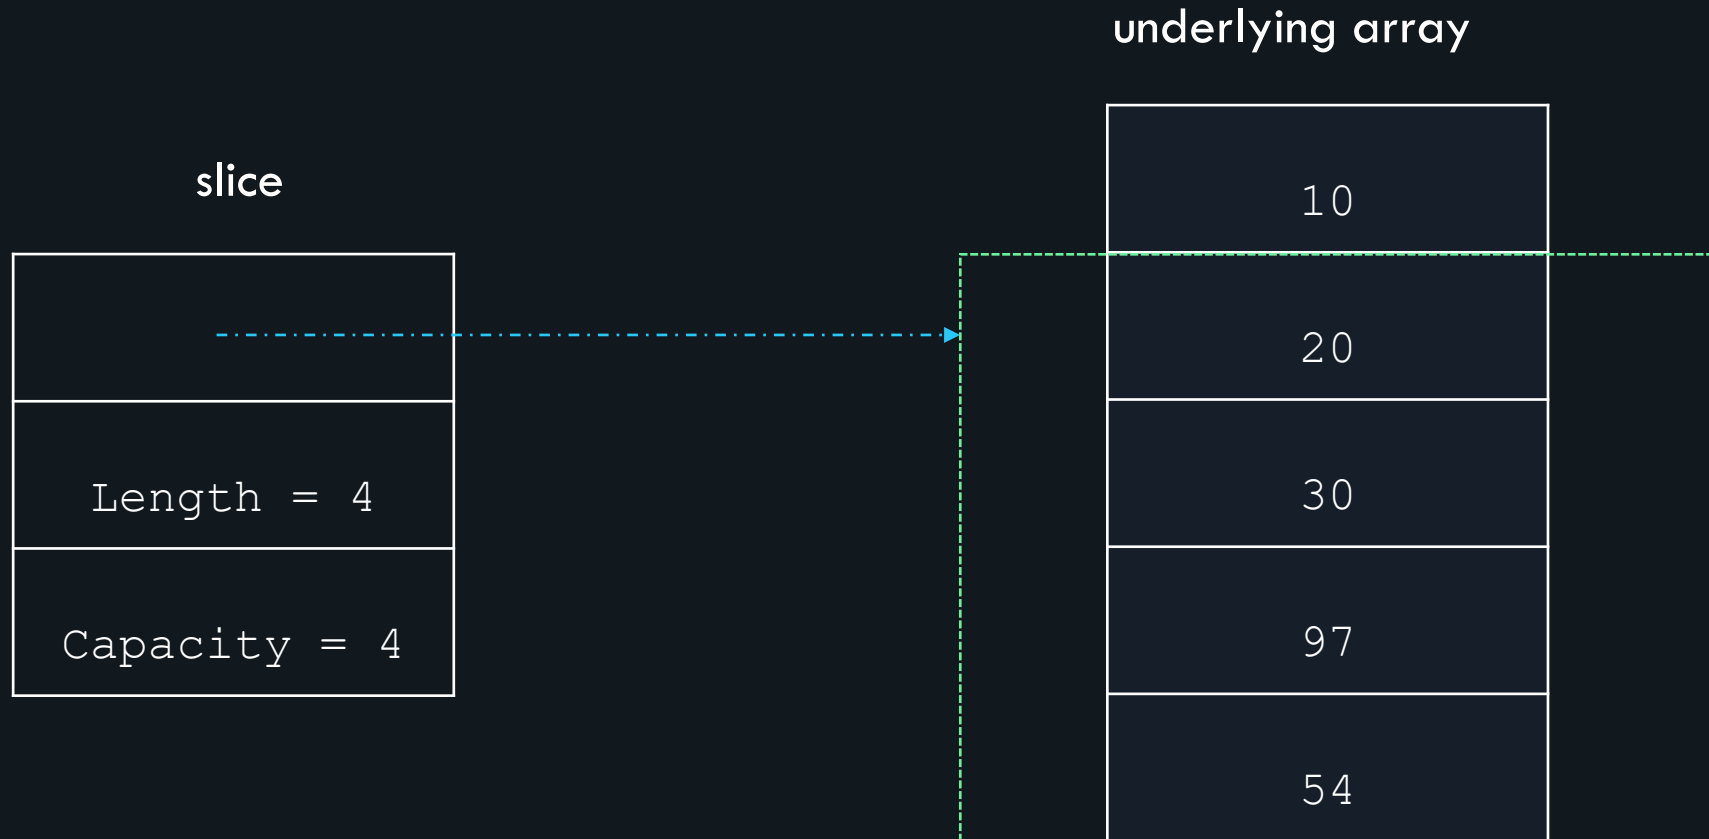 underlying array
slice
10
20
30
97
54
Length = 4
Capacity = 4